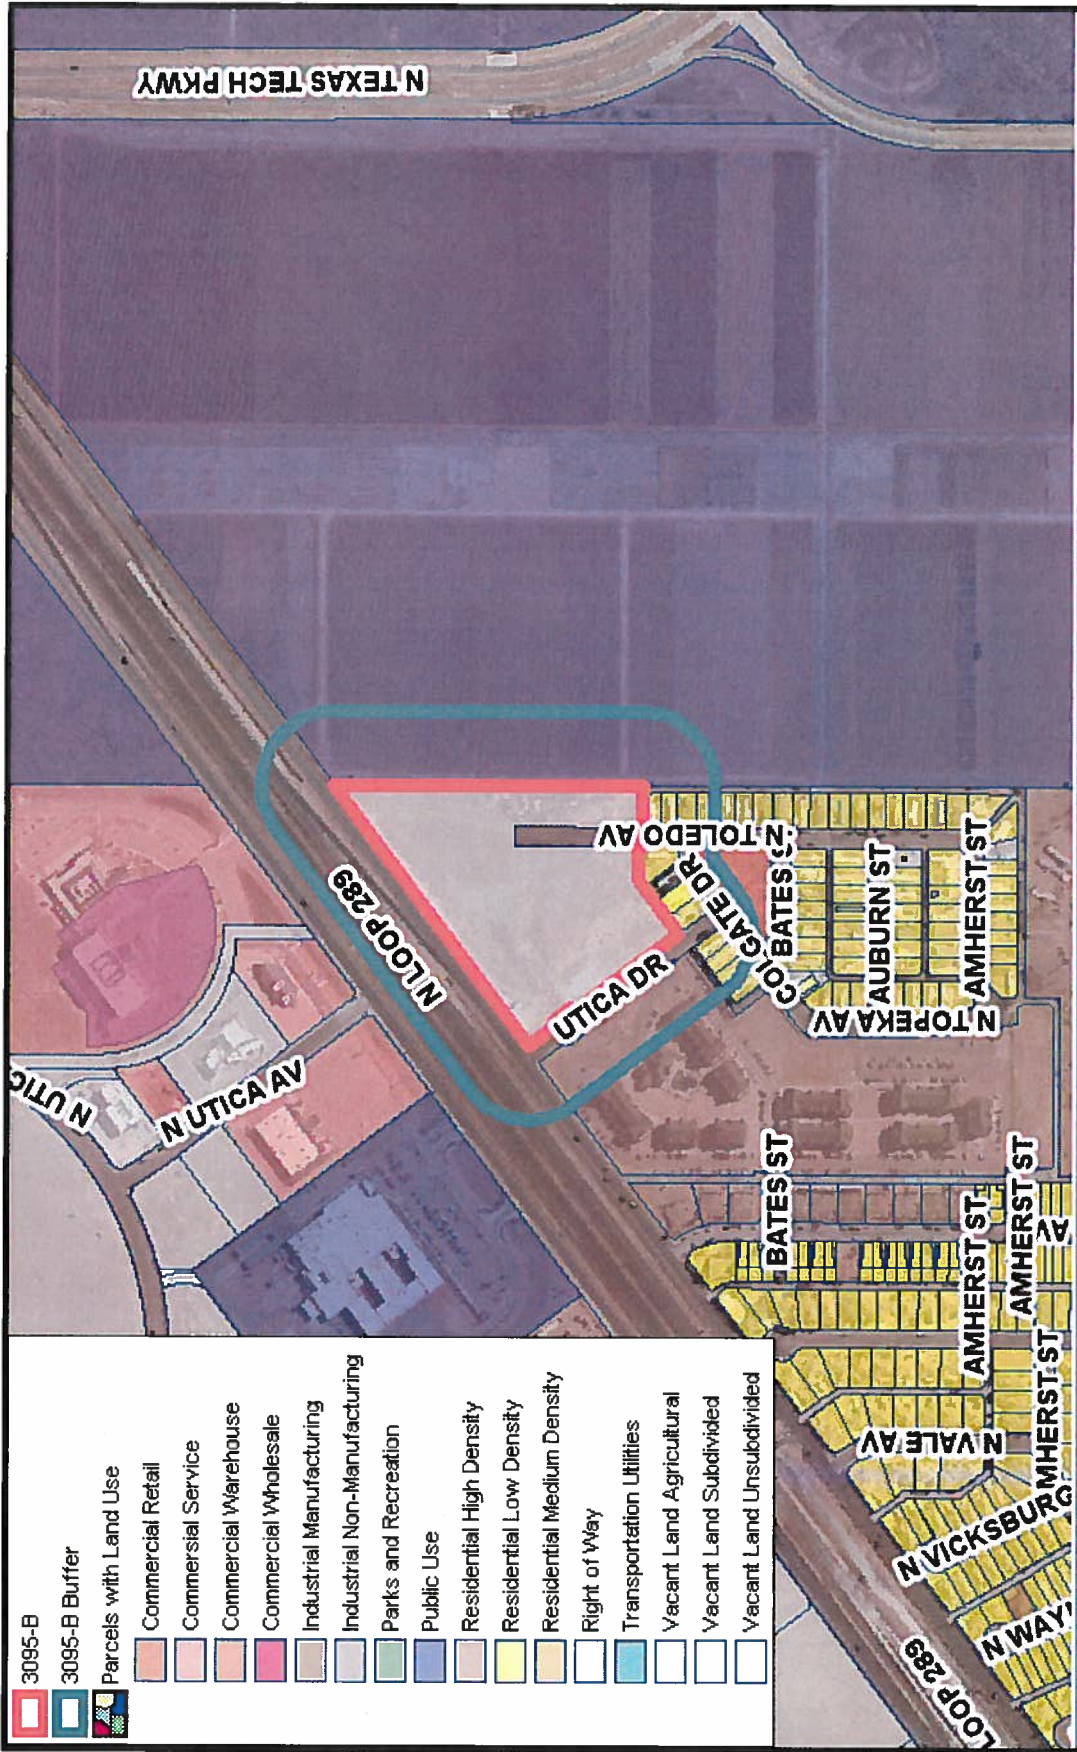 3095-B
3095-B Buffer
Parcels with Land Use
Commercial Retail
Commersial Service
Commercial Warehouse
Commercial Wholesale
Industrial Manufacturing
Industrial Non-Manufacturing
Parks and Recreation
Public Use
Residential High Density
Residential Low Density
Residential Medium Density
Right of Way
Transportation Utilities
Vacant Land Agricultural
Vacant Land Subdivided
Vacant Land Unsubdivided
N TEXAS TECH PKWY
N LOOP 289
N UTIC
N UTICA AV
UTICA DR
N TOLEDO AV
COLGATE DR
BATES S
AUBURN ST
AMHERST ST
N TOPEKA AV
BATES ST
AMHERST ST
AMHERST ST
AV
MHERST ST
N VALE AV
N VICKSBURG
N WAY
LOOP 289